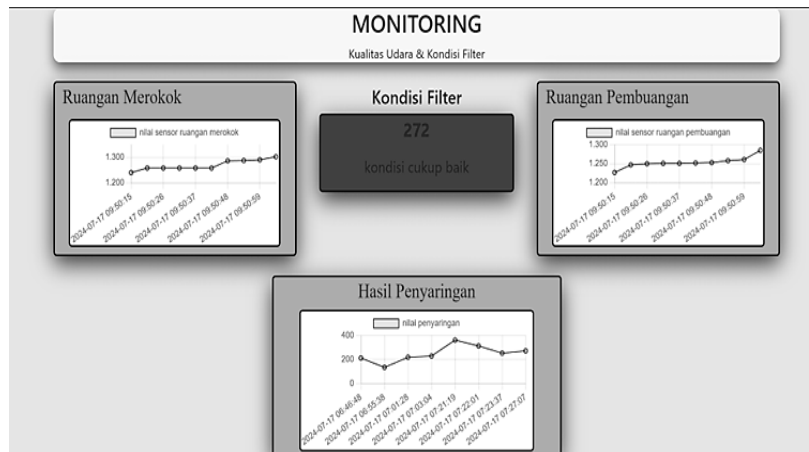 MONITORING
Kualitas Udara & Kondisi Filter
Ruangan Merokok
nilai sensor ruangan merokok
1.300
1.200
2024-07-17 09:50:15
2024-07-17 09:50:26
2024-07-17 09:50:37
2024-07-17 09:50:48
2024-07-17 09:50:59
Kondisi Filter
272
kondisi cukup baik
Ruangan Pembuangan
nilai sensor ruangan pembuangan
1.300
1.250
1.200
2024-07-17 09:50:15
2024-07-17 09:50:26
2024-07-17 09:50:37
2024-07-17 09:50:48
2024-07-17 09:50:59
Hasil Penyaringan
nilai penyaringan
400
200
0
2024-07-17 06:46:48
2024-07-17 06:55:38
2024-07-17 07:01:28
2024-07-17 07:03:04
2024-07-17 07:21:19
2024-07-17 07:22:01
2024-07-17 07:23:37
2024-07-17 07:27:07